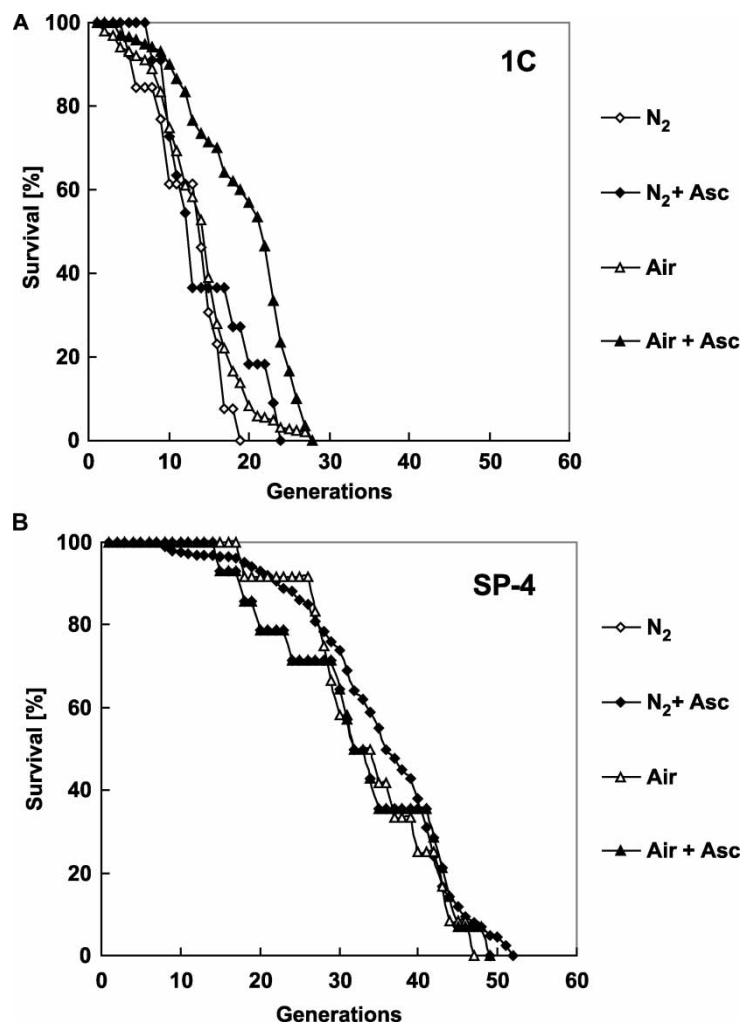 A
1C
100
80
60
40
20
0
Survival [%]
0 10 20 30 40 50 60
Generations
N₂
N₂+ Asc
Air
Air + Asc
B
SP-4
100
80
60
40
20
0
Survival [%]
0 10 20 30 40 50 60
Generations
N₂
N₂+ Asc
Air
Air + Asc